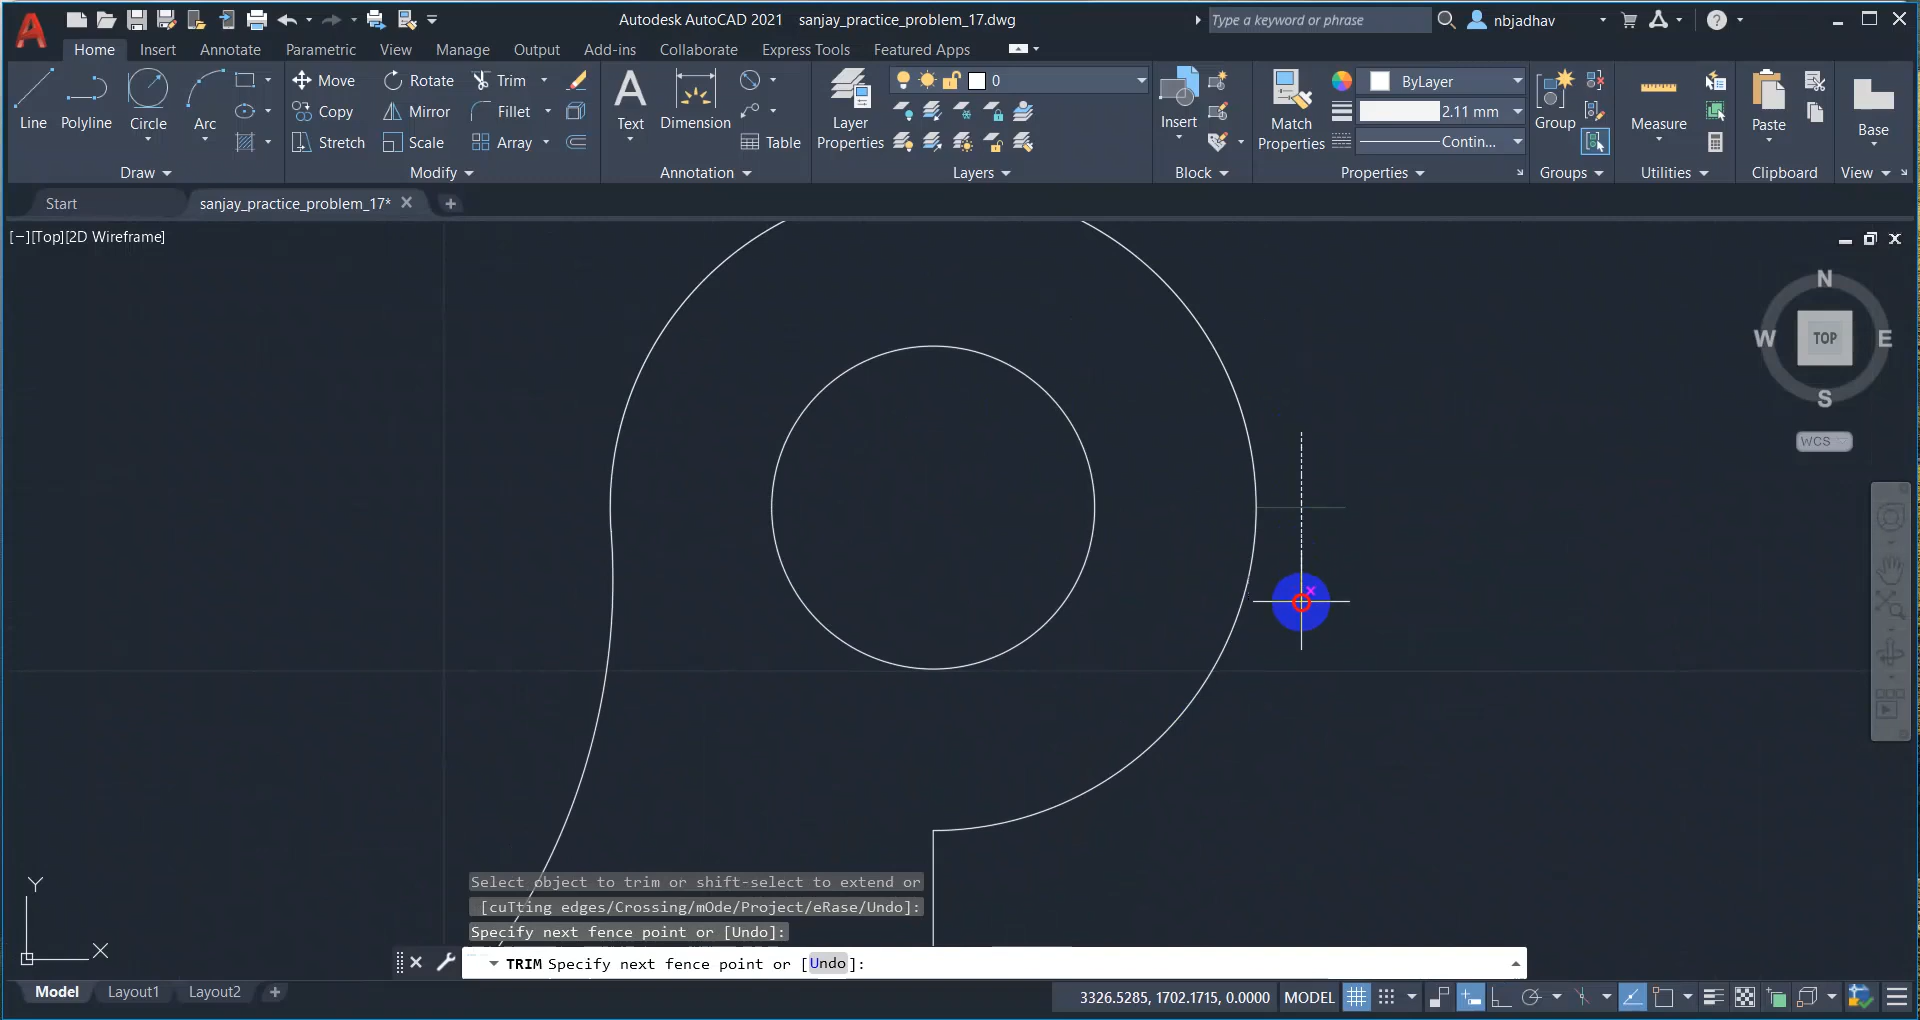 Autodesk AutoCAD 2021 sanjay_practice_problem_17.dwg
Type a keyword or phrase
nbjadhav
Home Insert Annotate Parametric View Manage Output Add-ins Collaborate Express Tools Featured Apps
Line Polyline Circle Arc
Move Rotate Trim
Copy Mirror Fillet
Stretch Scale Array
Text Dimension Table
Layer Properties
0
Insert
Match Properties
ByLayer
2.11 mm
Contin...
Group
Measure
Paste
Base
Draw Modify Annotation Layers Block Properties Groups Utilities Clipboard View
Start sanjay_practice_problem_17*
[−][Top][2D Wireframe]
N
W TOP E
S
WCS
Y
X
Select object to trim or shift-select to extend or
[cuTting edges/Crossing/mOde/Project/eRase/Undo]:
Specify next fence point or [Undo]:
TRIM Specify next fence point or [Undo]:
Model Layout1 Layout2
3326.5285, 1702.1715, 0.0000 MODEL